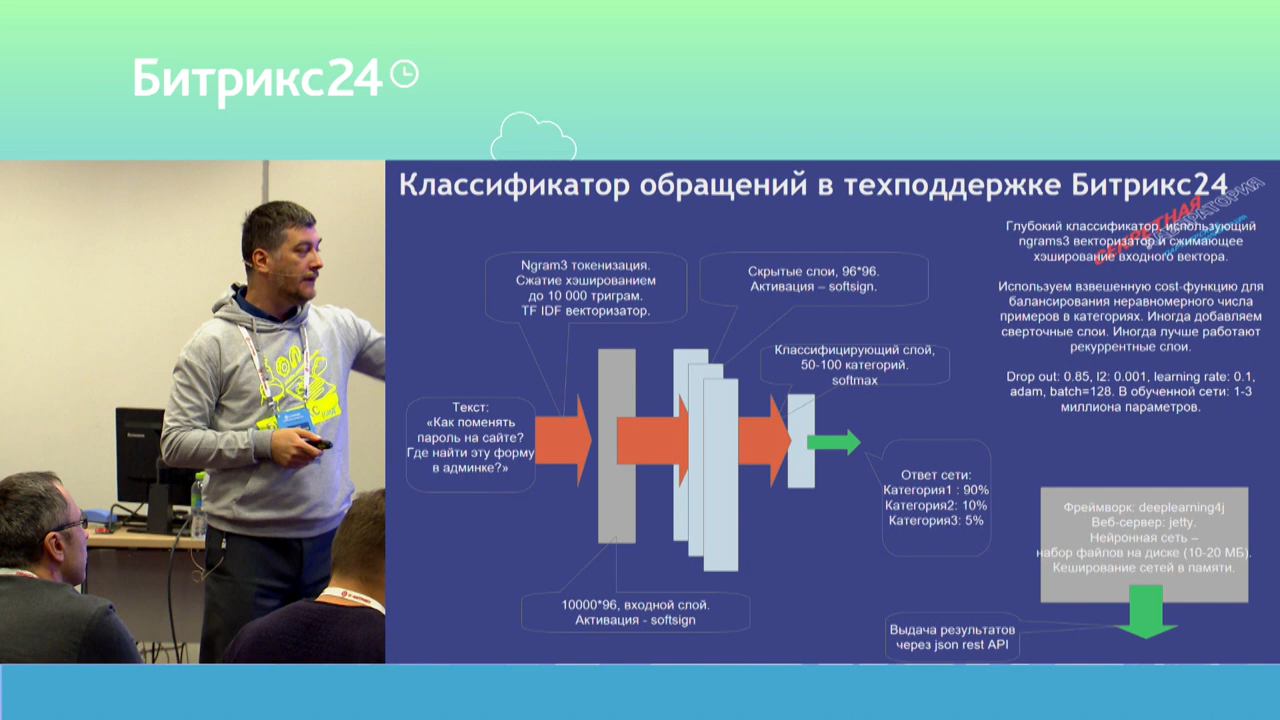 Битрикс24
Классификатор обращений в техподдержке Битрикс24
СЕКРЕТНАЯ
ЛАБОРАТОРИЯ
Глубокий классификатор, использующий
ngrams3 векторизатор и сжимающее
хэширование входного вектора.
Используем взвешенную cost-функцию для
балансирования неравномерного числа
примеров в категориях. Иногда добавляем
сверточные слои. Иногда лучше работают
рекуррентные слои.
Drop out: 0.85, l2: 0.001, learning rate: 0.1,
adam, batch=128. В обученной сети: 1-3
миллиона параметров.
Ngram3 токенизация.
Сжатие хэшированием
до 10 000 триграм.
TF IDF векторизатор.
Скрытые слои, 96*96.
Активация – softsign.
Классифицирующий слой,
50-100 категорий.
softmax
Текст:
«Как поменять
пароль на сайте?
Где найти эту форму
в админке?»
Ответ сети:
Категория1 : 90%
Категория2: 10%
Категория3: 5%
10000*96, входной слой.
Активация - softsign
Фреймворк: deeplearning4j
Веб-сервер: jetty.
Нейронная сеть –
набор файлов на диске (10-20 МБ).
Кеширование сетей в памяти.
Выдача результатов
через json rest API